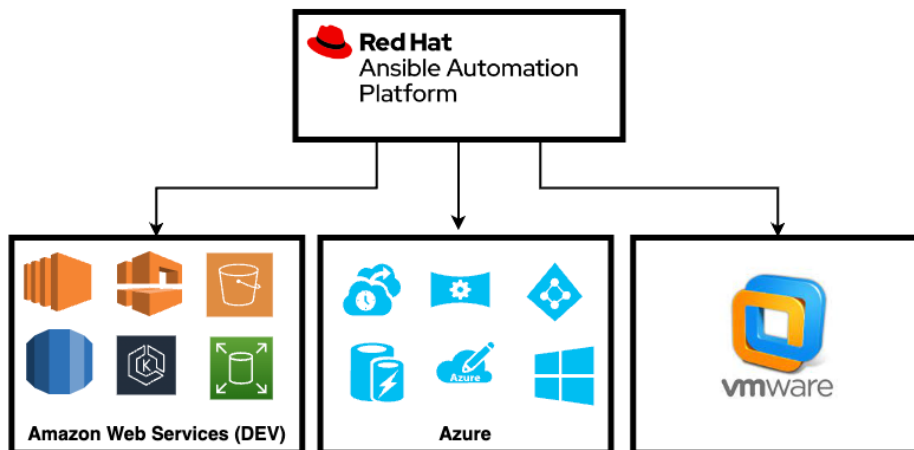 Red Hat
Ansible Automation
Platform
Amazon Web Services (DEV)
K
Azure
Azure
vmware